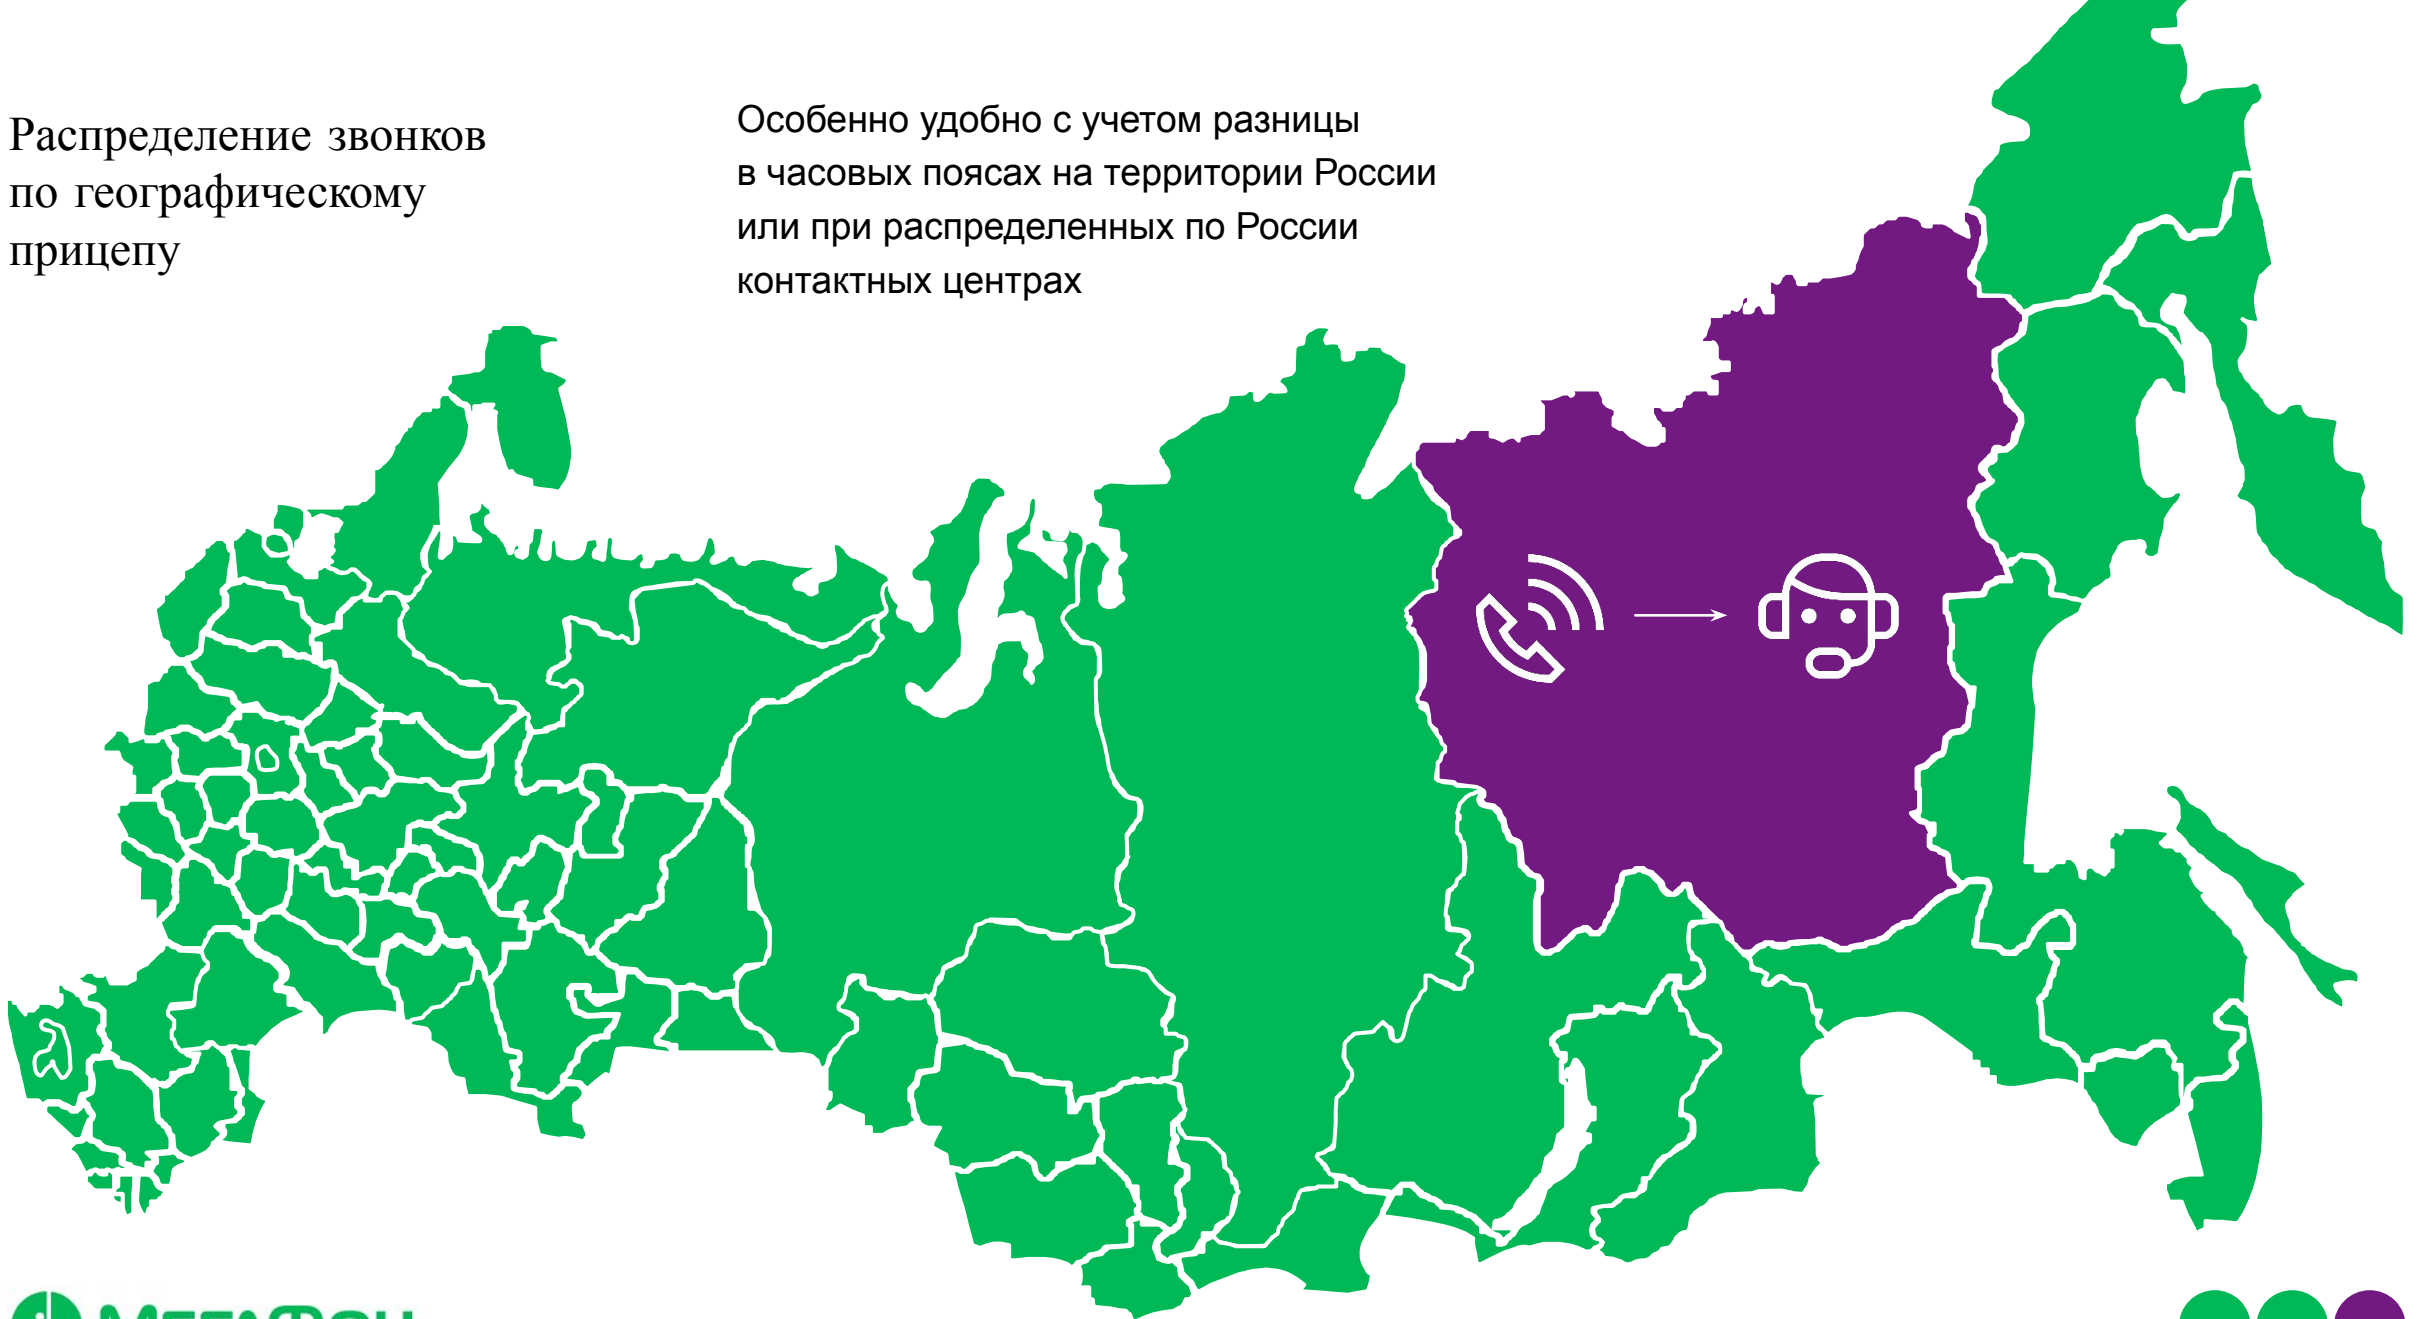 Распределение звонков
по географическому
прицепу
Особенно удобно с учетом разницы
в часовых поясах на территории России
или при распределенных по России
контактных центрах